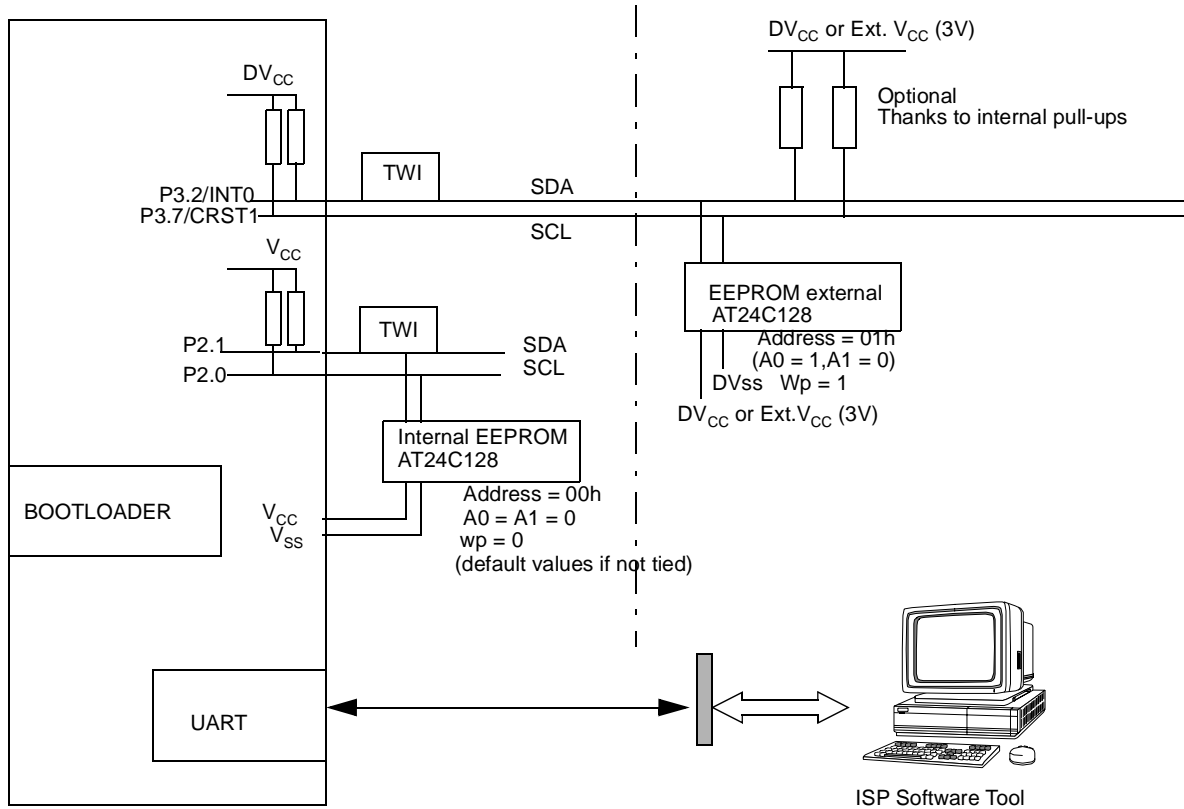 DVCC or Ext. VCC (3V)
DVCC
Optional
Thanks to internal pull-ups
TWI
P3.2/INT0
SDA
P3.7/CRST1
SCL
VCC
EEPROM external
AT24C128
TWI
Address = 01h
(A0 = 1,A1 = 0)
P2.1
SDA
P2.0
SCL
DVss Wp = 1
DVCC or Ext.VCC (3V)
Internal EEPROM
AT24C128
Address = 00h
A0 = A1 = 0
wp = 0
(default values if not tied)
BOOTLOADER
VCC
VSS
UART
ISP Software Tool